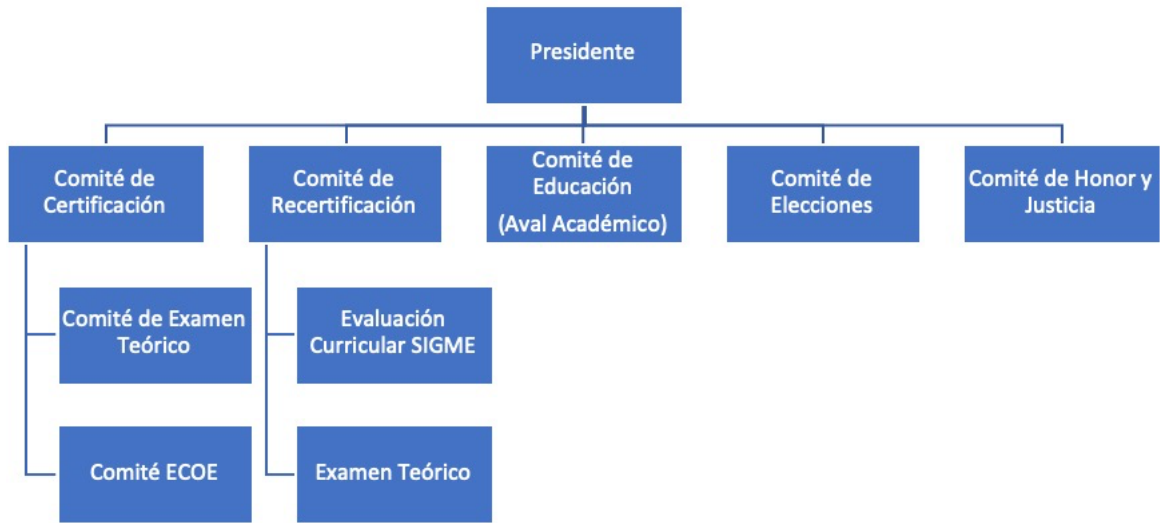 Presidente
Comité de
Certificación
Comité de
Recertificación
Comité de
Educación
(Aval Académico)
Comité de
Elecciones
Comité de Honor y
Justicia
Comité de Examen
Teórico
Evaluación
Curricular SIGME
Comité ECOE
Examen Teórico